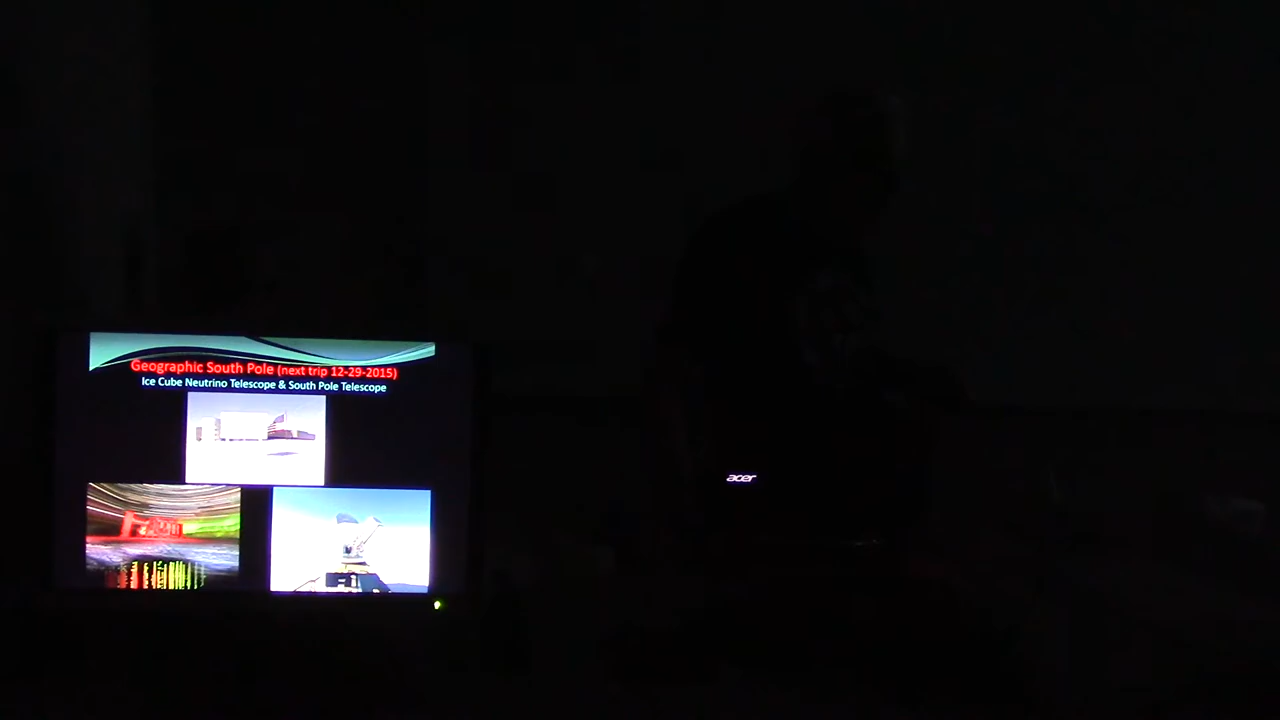 Geographic South Pole (next trip 12-29-2015)
Ice Cube Neutrino Telescope & South Pole Telescope
acer